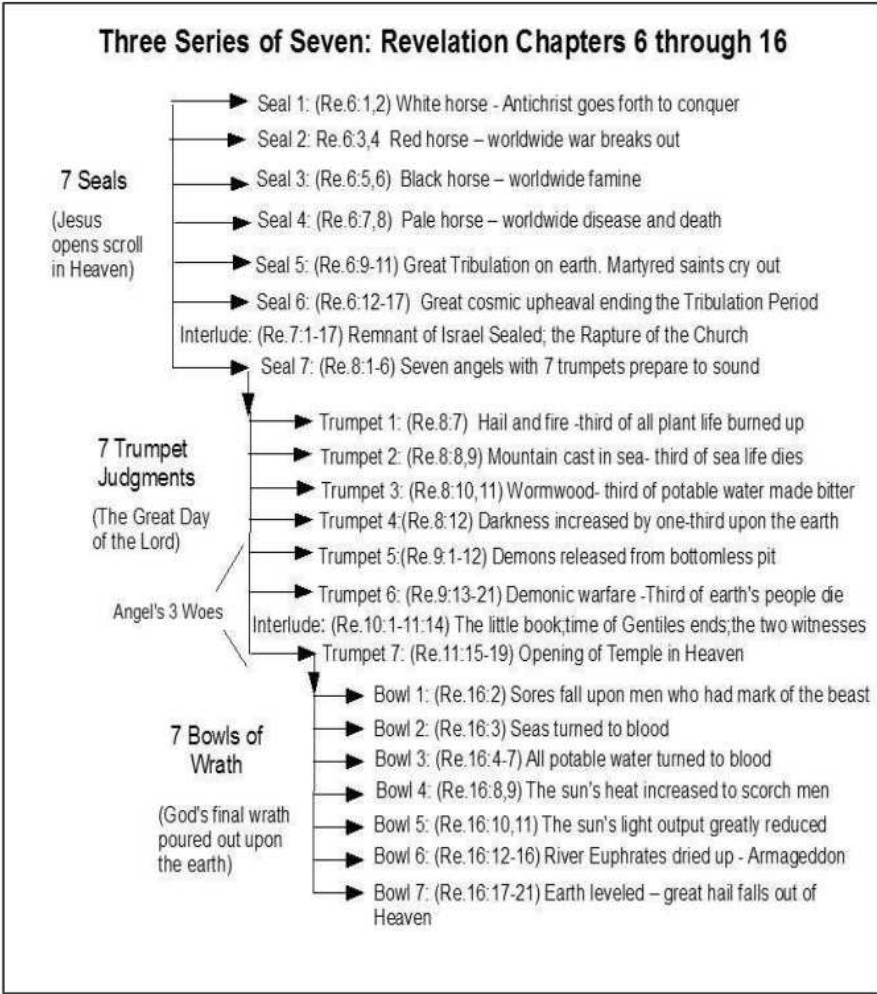 Three Series of Seven: Revelation Chapters 6 through 16
Seal 1: (Re.6:1,2) White horse - Antichrist goes forth to conquer
Seal 2: Re.6:3,4 Red horse – worldwide war breaks out
7 Seals
(Jesus
opens scroll
in Heaven)
Seal 3: (Re.6:5,6) Black horse – worldwide famine
Seal 4: (Re.6:7,8) Pale horse – worldwide disease and death
Seal 5: (Re.6:9-11) Great Tribulation on earth. Martyred saints cry out
Seal 6: (Re.6:12-17) Great cosmic upheaval ending the Tribulation Period
Interlude: (Re.7:1-17) Remnant of Israel Sealed; the Rapture of the Church
Seal 7: (Re.8:1-6) Seven angels with 7 trumpets prepare to sound
7 Trumpet
Judgments
(The Great Day
of the Lord)
Trumpet 1: (Re.8:7) Hail and fire -third of all plant life burned up
Trumpet 2: (Re.8:8,9) Mountain cast in sea- third of sea life dies
Trumpet 3: (Re.8:10,11) Wormwood- third of potable water made bitter
Trumpet 4:(Re.8:12) Darkness increased by one-third upon the earth
Trumpet 5:(Re.9:1-12) Demons released from bottomless pit
Trumpet 6: (Re.9:13-21) Demonic warfare -Third of earth's people die
Angel's 3 Woes
Interlude: (Re.10:1-11:14) The little book;time of Gentiles ends;the two witnesses
Trumpet 7: (Re.11:15-19) Opening of Temple in Heaven
7 Bowls of
Wrath
(God's final wrath
poured out upon
the earth)
Bowl 1: (Re.16:2) Sores fall upon men who had mark of the beast
Bowl 2: (Re.16:3) Seas turned to blood
Bowl 3: (Re.16:4-7) All potable water turned to blood
Bowl 4: (Re.16:8,9) The sun's heat increased to scorch men
Bowl 5: (Re.16:10,11) The sun's light output greatly reduced
Bowl 6: (Re.16:12-16) River Euphrates dried up - Armageddon
Bowl 7: (Re.16:17-21) Earth leveled – great hail falls out of
Heaven